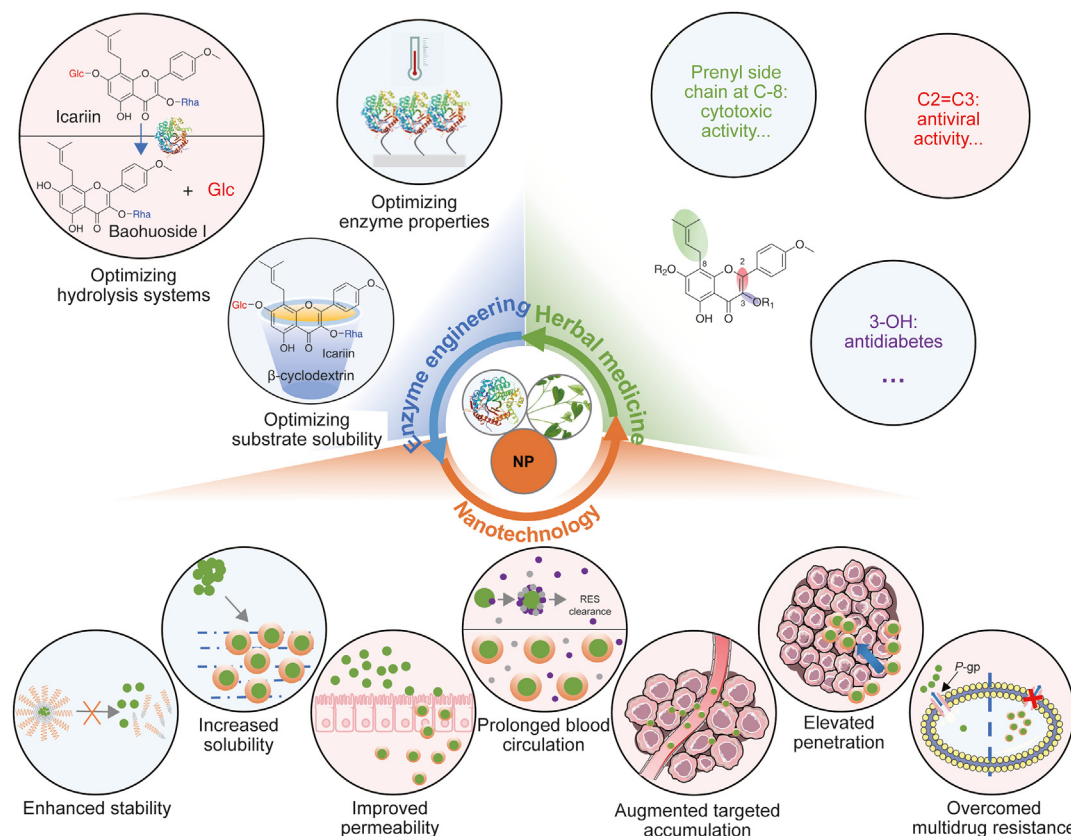 Glc
O
O
OH
O
O
Rha
Icariin
HO
O
O
OH
O
O
Rha
+ Glc
Baohuoside I
Optimizing
hydrolysis systems
Optimizing
enzyme properties
Glc
O
O
O
OH
O
O
Rha
Icariin
β-cyclodextrin
Optimizing
substrate solubility
Prenyl side
chain at C-8:
cytotoxic
activity...
C2=C3:
antiviral
activity...
R2O
8
O
2
3
O
OR1
OH
O
3-OH:
antidiabetes
...
Enzyme engineering
Herbal medicine
NP
Nanotechnology
Enhanced stability
Increased
solubility
Improved
permeability
RES
clearance
Prolonged blood
circulation
Augmented targeted
accumulation
Elevated
penetration
P-gp
Overcomed
multidrug resistance